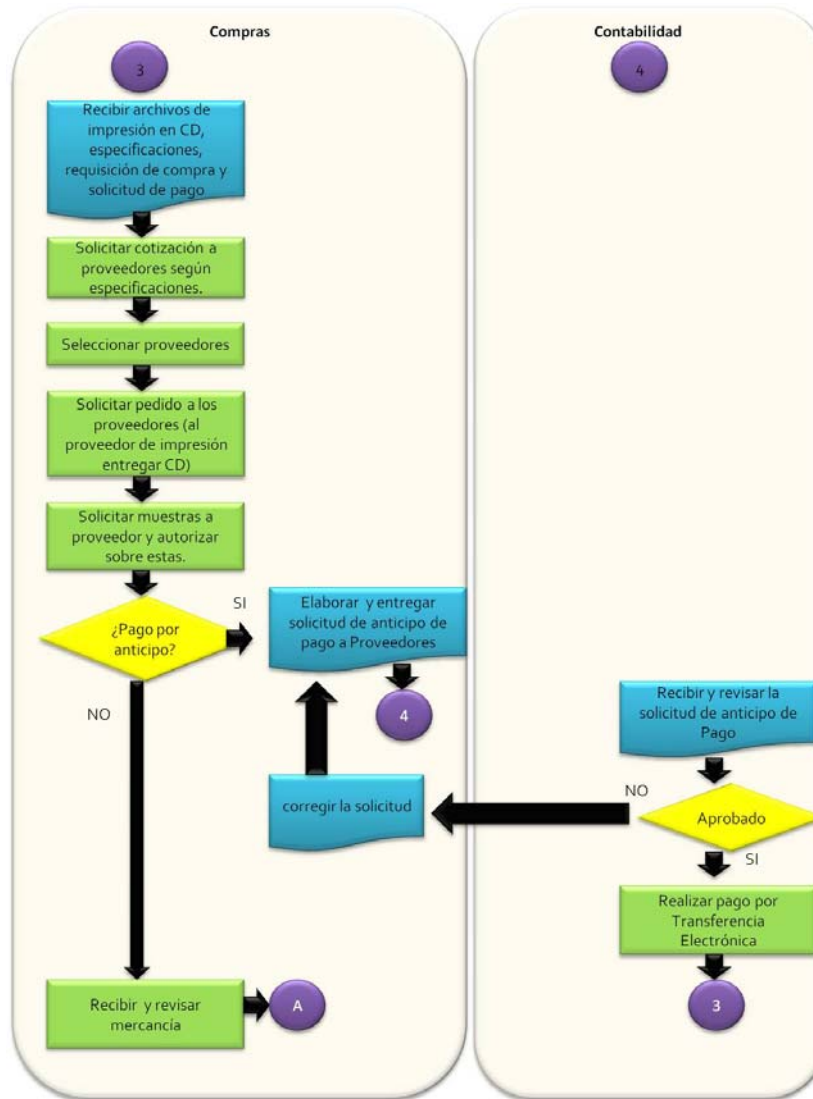 Compras
3
Recibir archivos de
impresión en CD,
especificaciones,
requisición de compra y
solicitud de pago
Solicitar cotización a
proveedores según
especificaciones.
Seleccionar proveedores
Solicitar pedido a los
proveedores (al
proveedor de impresión
entregar CD)
Solicitar muestras a
proveedor y autorizar
sobre estas.
¿Pago por
anticipo?
SI
NO
Elaborar y entregar
solicitud de anticipo de
pago a Proveedores
4
corregir la solicitud
Recibir y revisar
mercancía
A
Contabilidad
4
Recibir y revisar la
solicitud de anticipo de
Pago
NO
Aprobado
SI
Realizar pago por
Transferencia
Electrónica
3